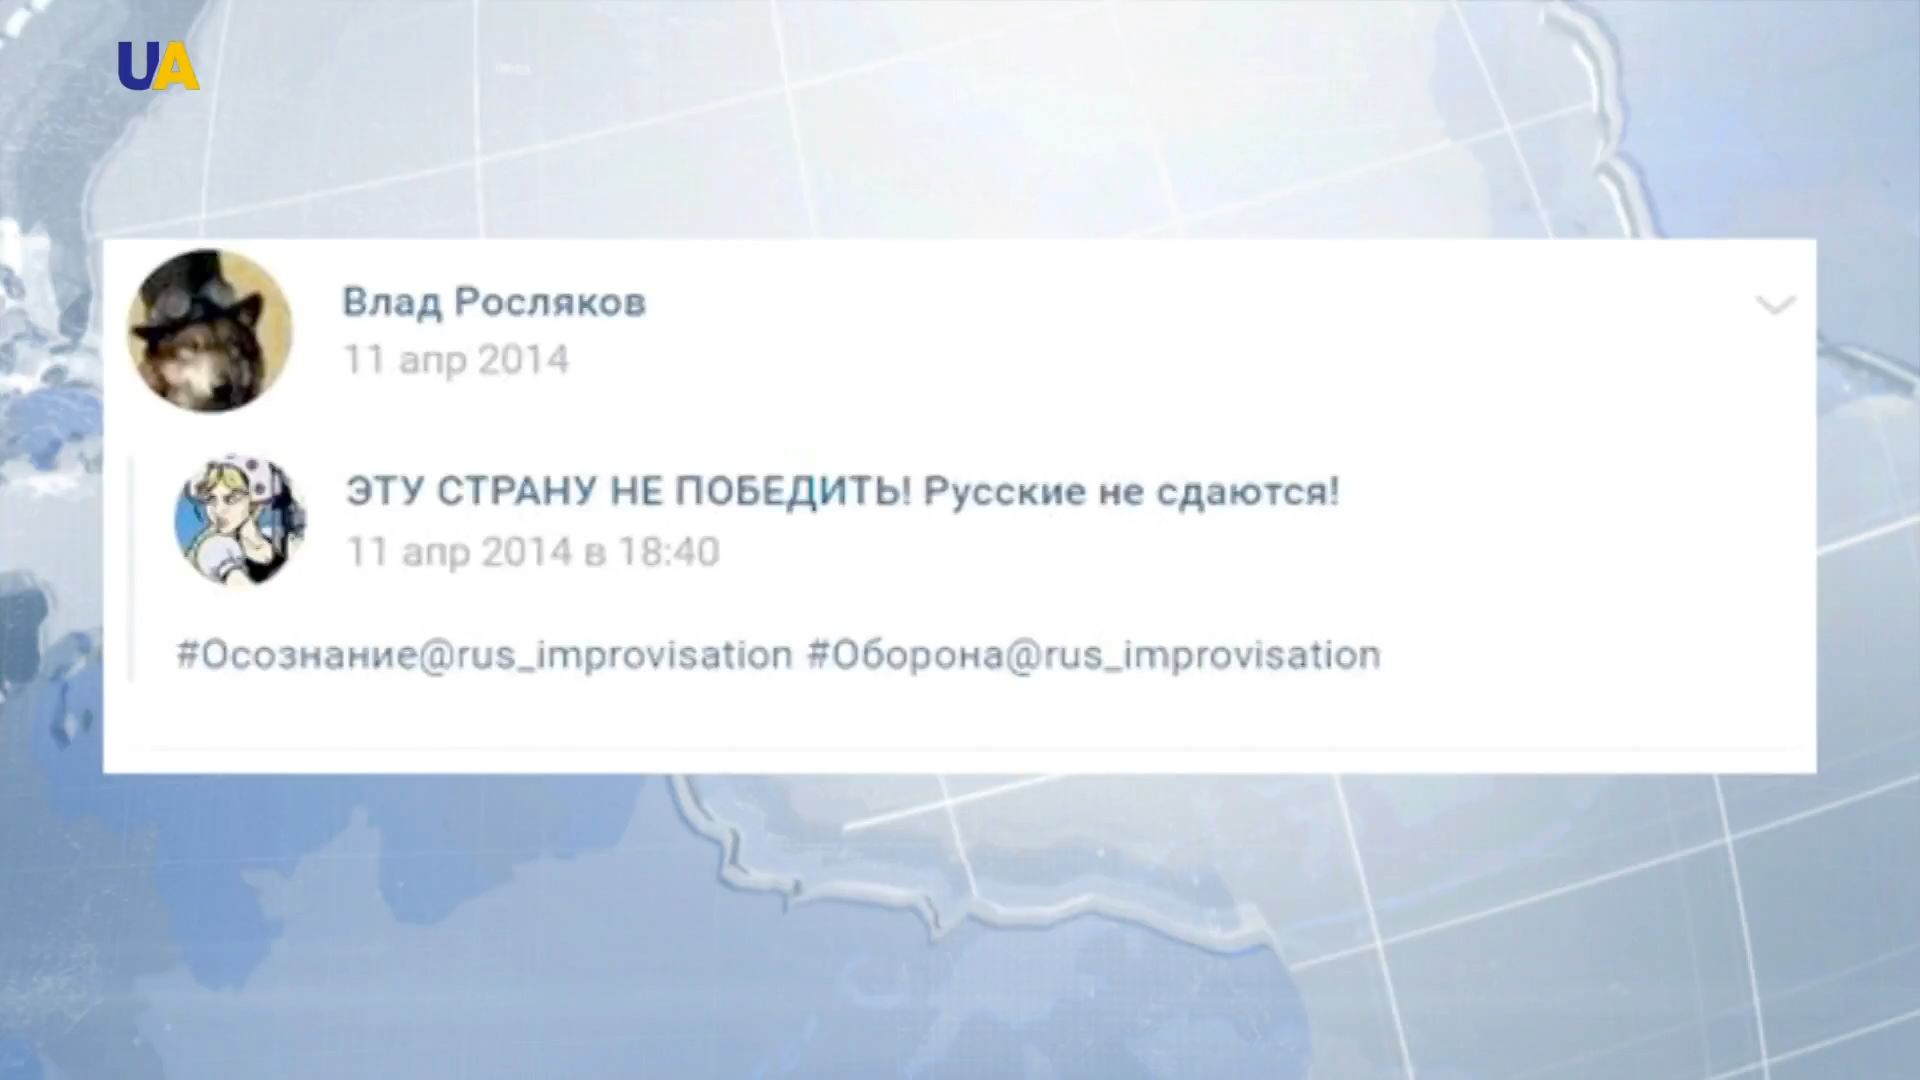 UA
Влад Росляков
11 апр 2014
ЭТУ СТРАНУ НЕ ПОБЕДИТЬ! Русские не сдаются!
11 апр 2014 в 18:40
#Осознание@rus_improvisation #Оборона@rus_improvisation